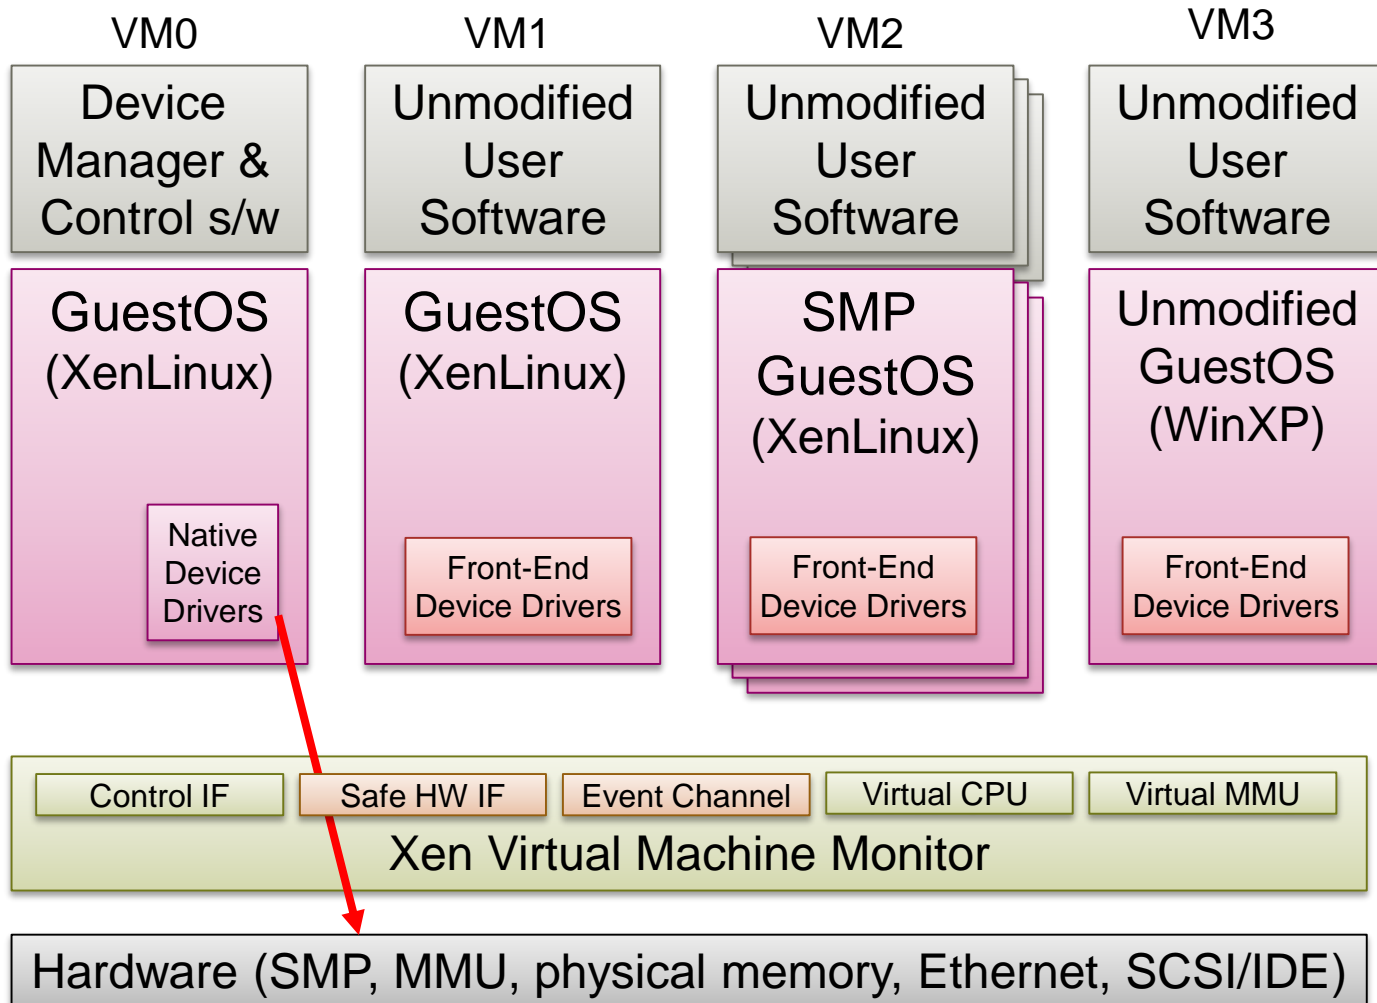 VM0
VM1
VM2
VM3
Device
Manager &
Control s/w
Unmodified
User
Software
Unmodified
User
Software
Unmodified
User
Software
GuestOS
(XenLinux)
Native
Device
Drivers
GuestOS
(XenLinux)
Front-End
Device Drivers
SMP
GuestOS
(XenLinux)
Front-End
Device Drivers
Unmodified
GuestOS
(WinXP)
Front-End
Device Drivers
Control IF
Safe HW IF
Event Channel
Virtual CPU
Virtual MMU
Xen Virtual Machine Monitor
Hardware (SMP, MMU, physical memory, Ethernet, SCSI/IDE)